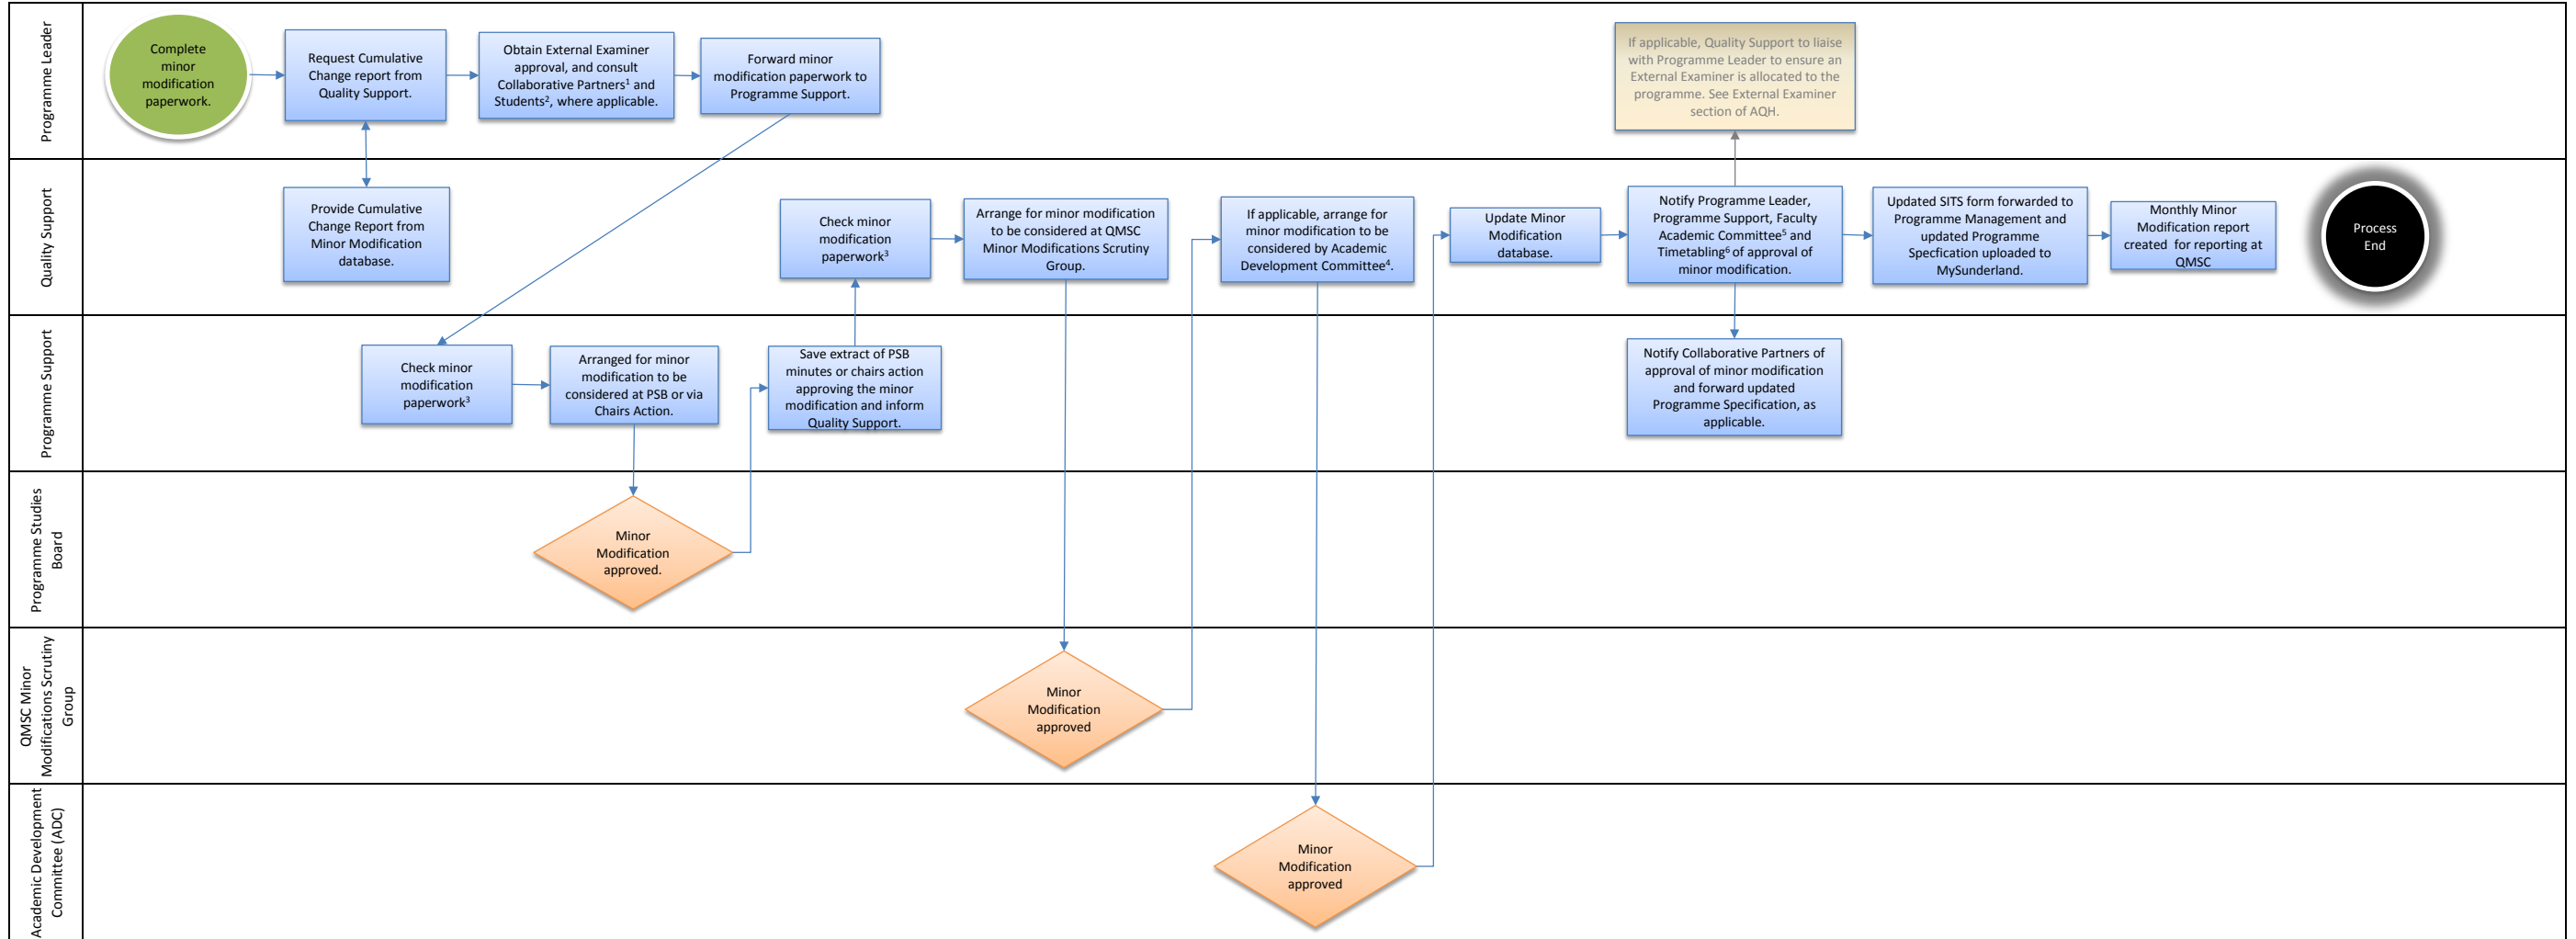 Programme Leader
Complete
minor
modification
paperwork.
Request Cumulative
Change report from
Quality Support.
Obtain External Examiner
approval, and consult
Collaborative Partners¹ and
Students², where applicable.
Forward minor
modification paperwork to
Programme Support.
If applicable, Quality Support to liaise
with Programme Leader to ensure an
External Examiner is allocated to the
programme. See External Examiner
section of AQH.
Quality Support
Provide Cumulative
Change Report from
Minor Modification
database.
Check minor
modification
paperwork³
Arrange for minor modification
to be considered at QMSC
Minor Modifications Scrutiny
Group.
If applicable, arrange for
minor modification to be
considered by Academic
Development Committee⁴.
Update Minor
Modification
database.
Notify Programme Leader,
Programme Support, Faculty
Academic Committee⁵ and
Timetabling⁶ of approval of
minor modification.
Updated SITS form forwarded to
Programme Management and
updated Programme
Specfication uploaded to
MySunderland.
Monthly Minor
Modification report
created for reporting at
QMSC
Process
End
Programme Support
Check minor
modification
paperwork³
Arranged for minor
modification to be
considered at PSB or via
Chairs Action.
Save extract of PSB
minutes or chairs action
approving the minor
modification and inform
Quality Support.
Notify Collaborative Partners of
approval of minor modification
and forward updated
Programme Specification, as
applicable.
Programme Studies
Board
Minor
Modification
approved.
QMSC Minor
Modifications Scrutiny
Group
Minor
Modification
approved
Academic Development
Committee (ADC)
Minor
Modification
approved